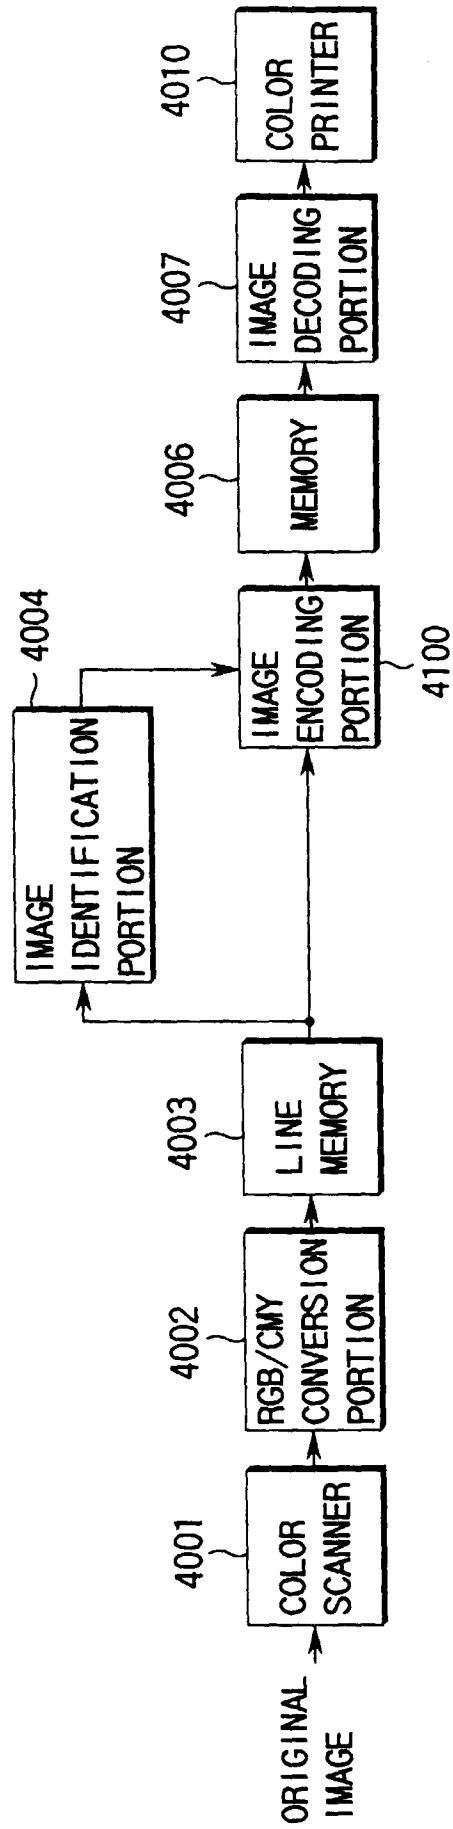 ORIGINAL
IMAGE
4001
COLOR
SCANNER
4002
RGB/CMY
CONVERSION
PORTION
4003
LINE
MEMORY
4004
IMAGE
IDENTIFICATION
PORTION
4100
IMAGE
ENCODING
PORTION
4006
MEMORY
4007
IMAGE
DECODING
PORTION
4010
COLOR
PRINTER